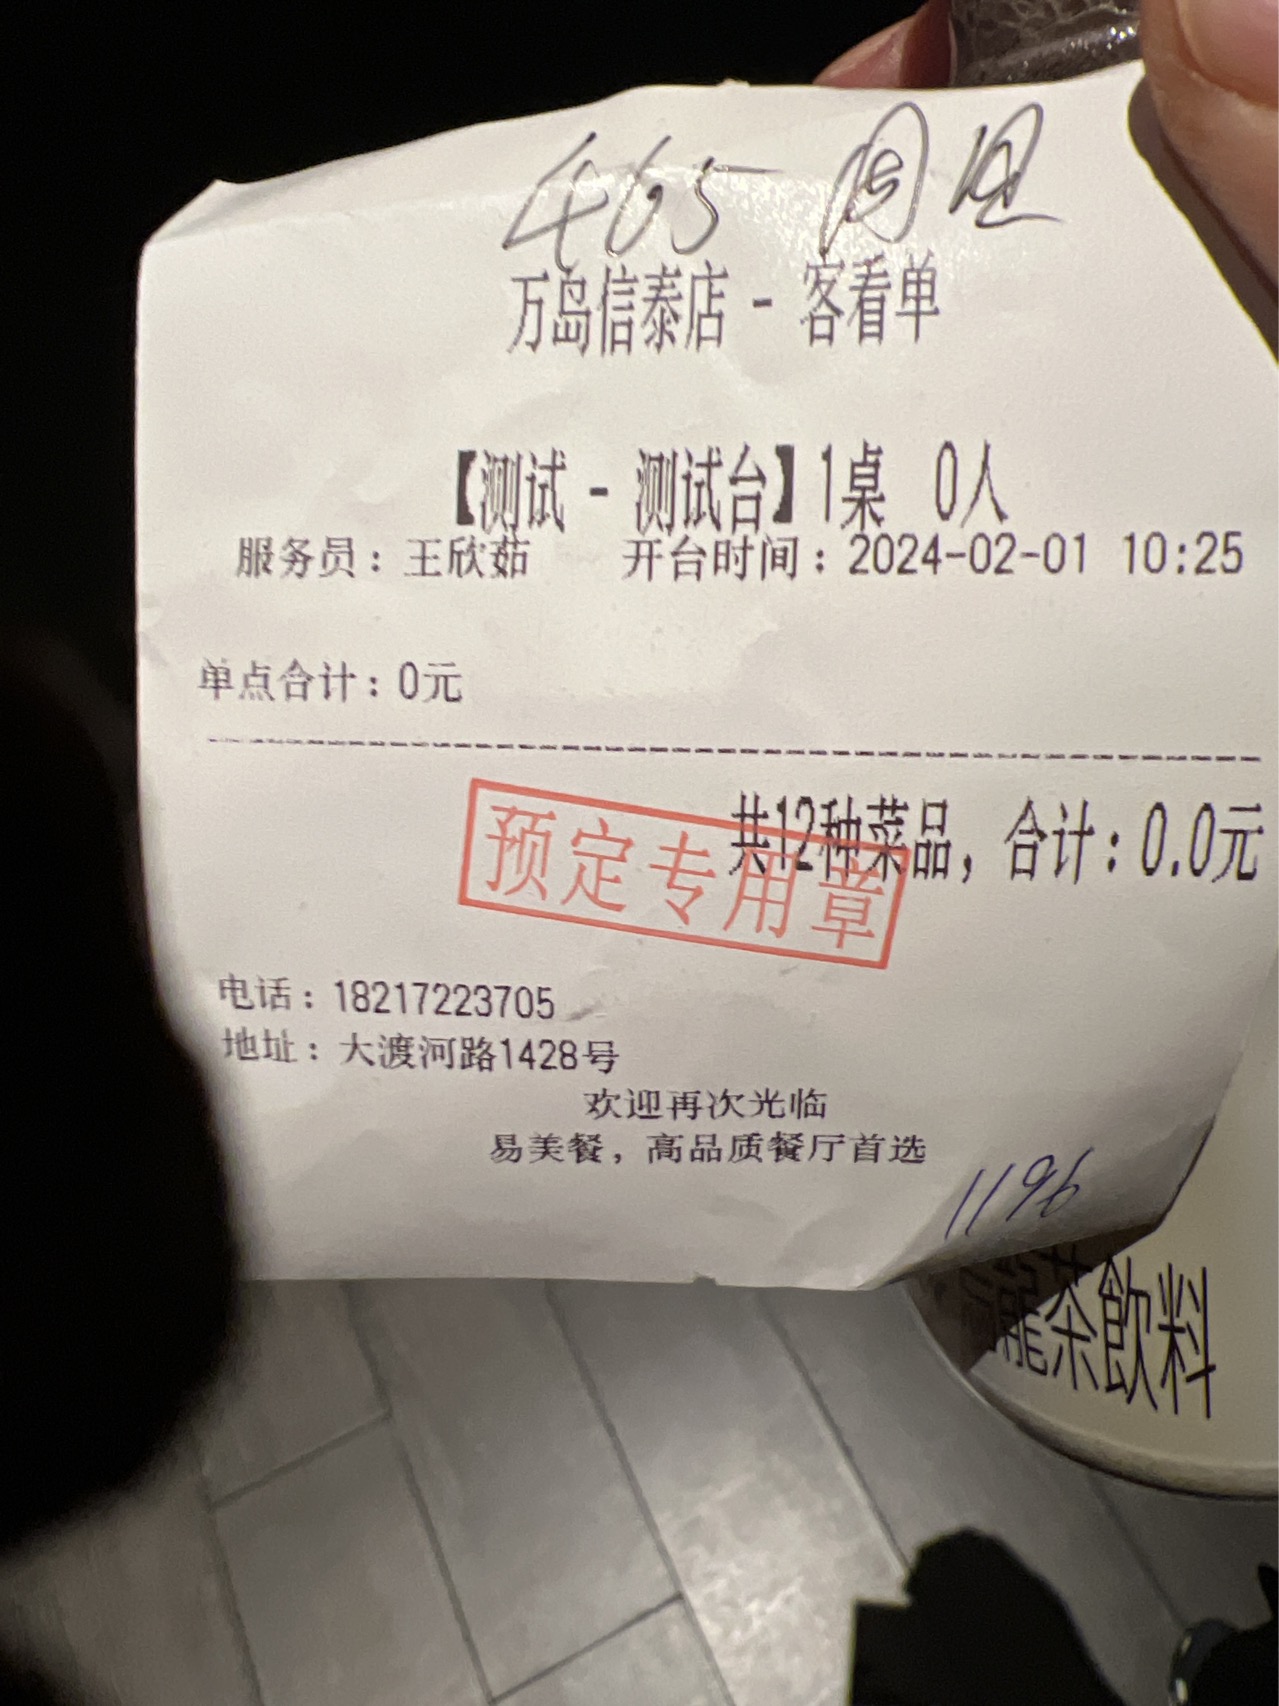 465
万岛信泰店 - 客看单
【测试 - 测试台】1桌 0人
服务员：王欣茹 开台时间：2024-02-01 10:25
单点合计：0元
共12种菜品，合计：0.0元
预定专用章
电话：18217223705
地址：大渡河路1428号
欢迎再次光临
易美餐，高品质餐厅首选
1196
龍茶飲料